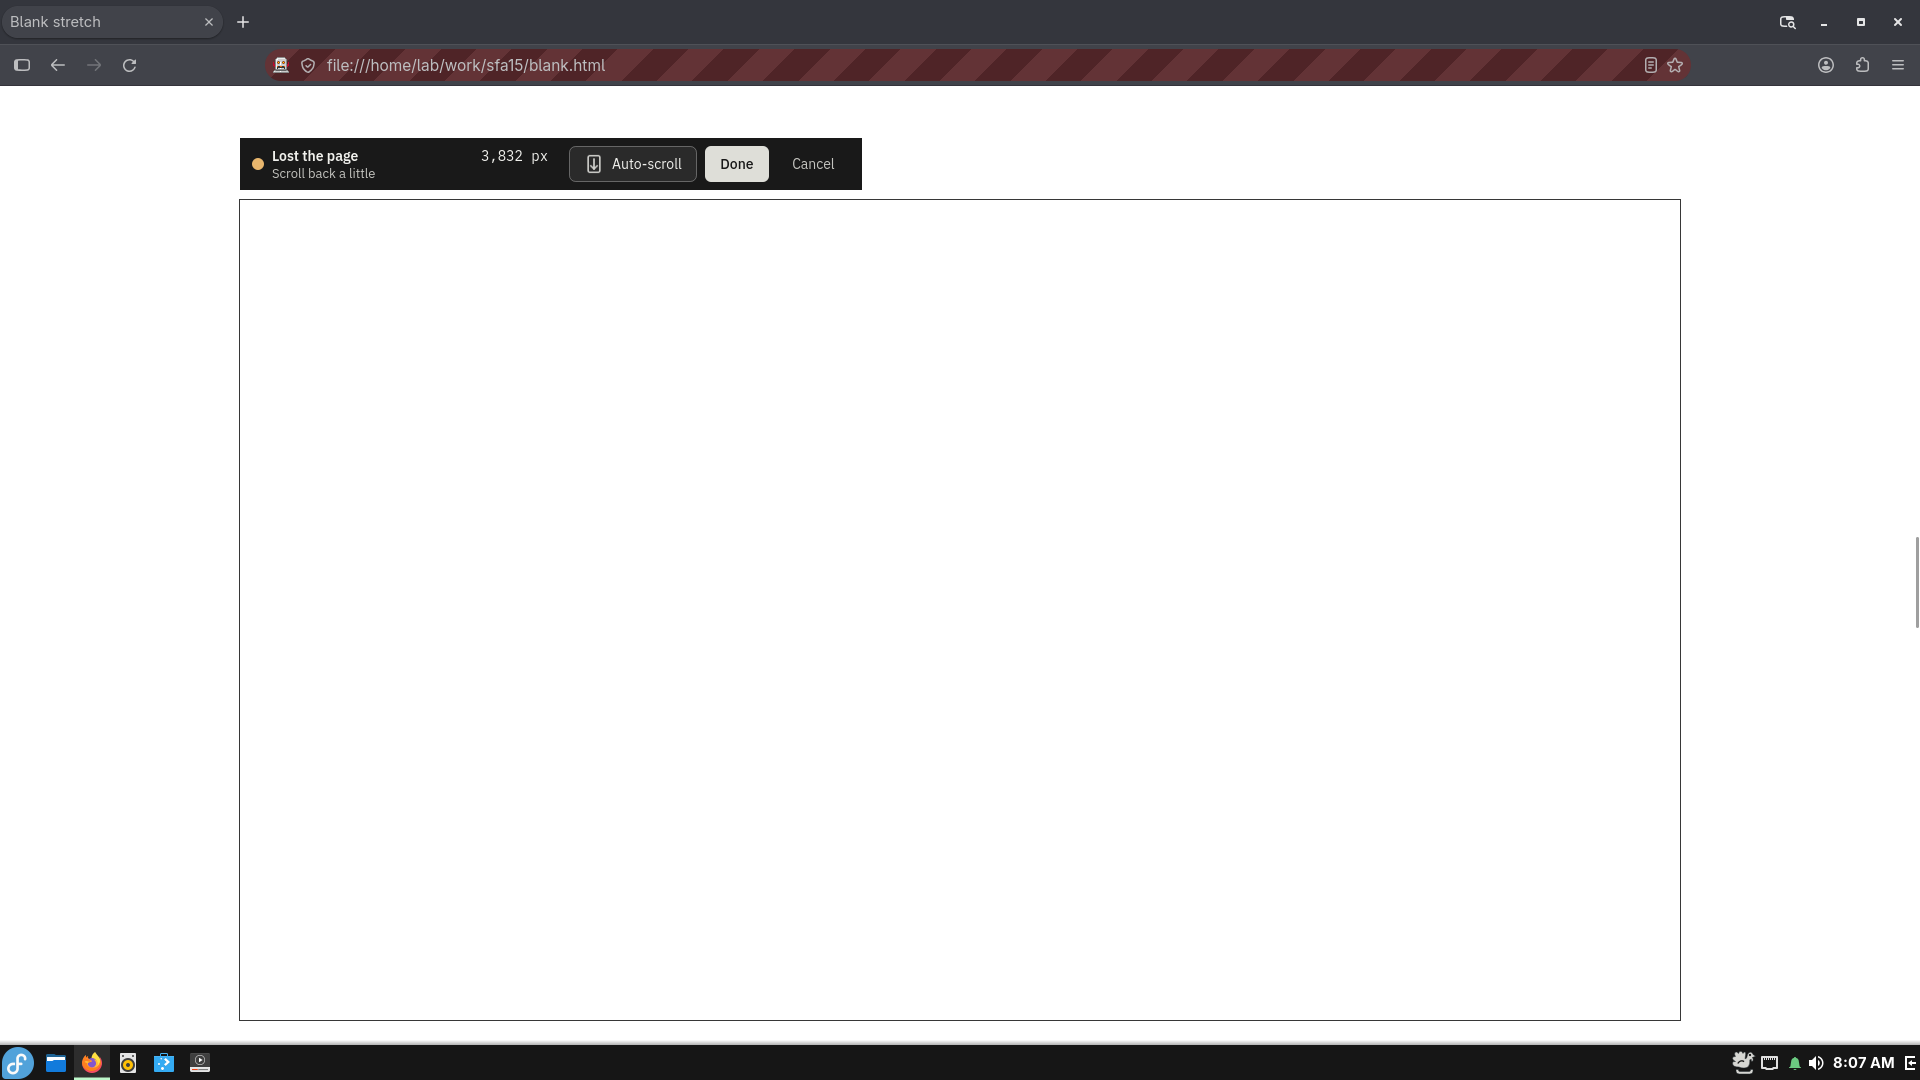 Blank stretch
file:///home/lab/work/sfa15/blank.html
Lost the page
3,832 px
Scroll back a little
Auto-scroll
Done
Cancel
8:07 AM